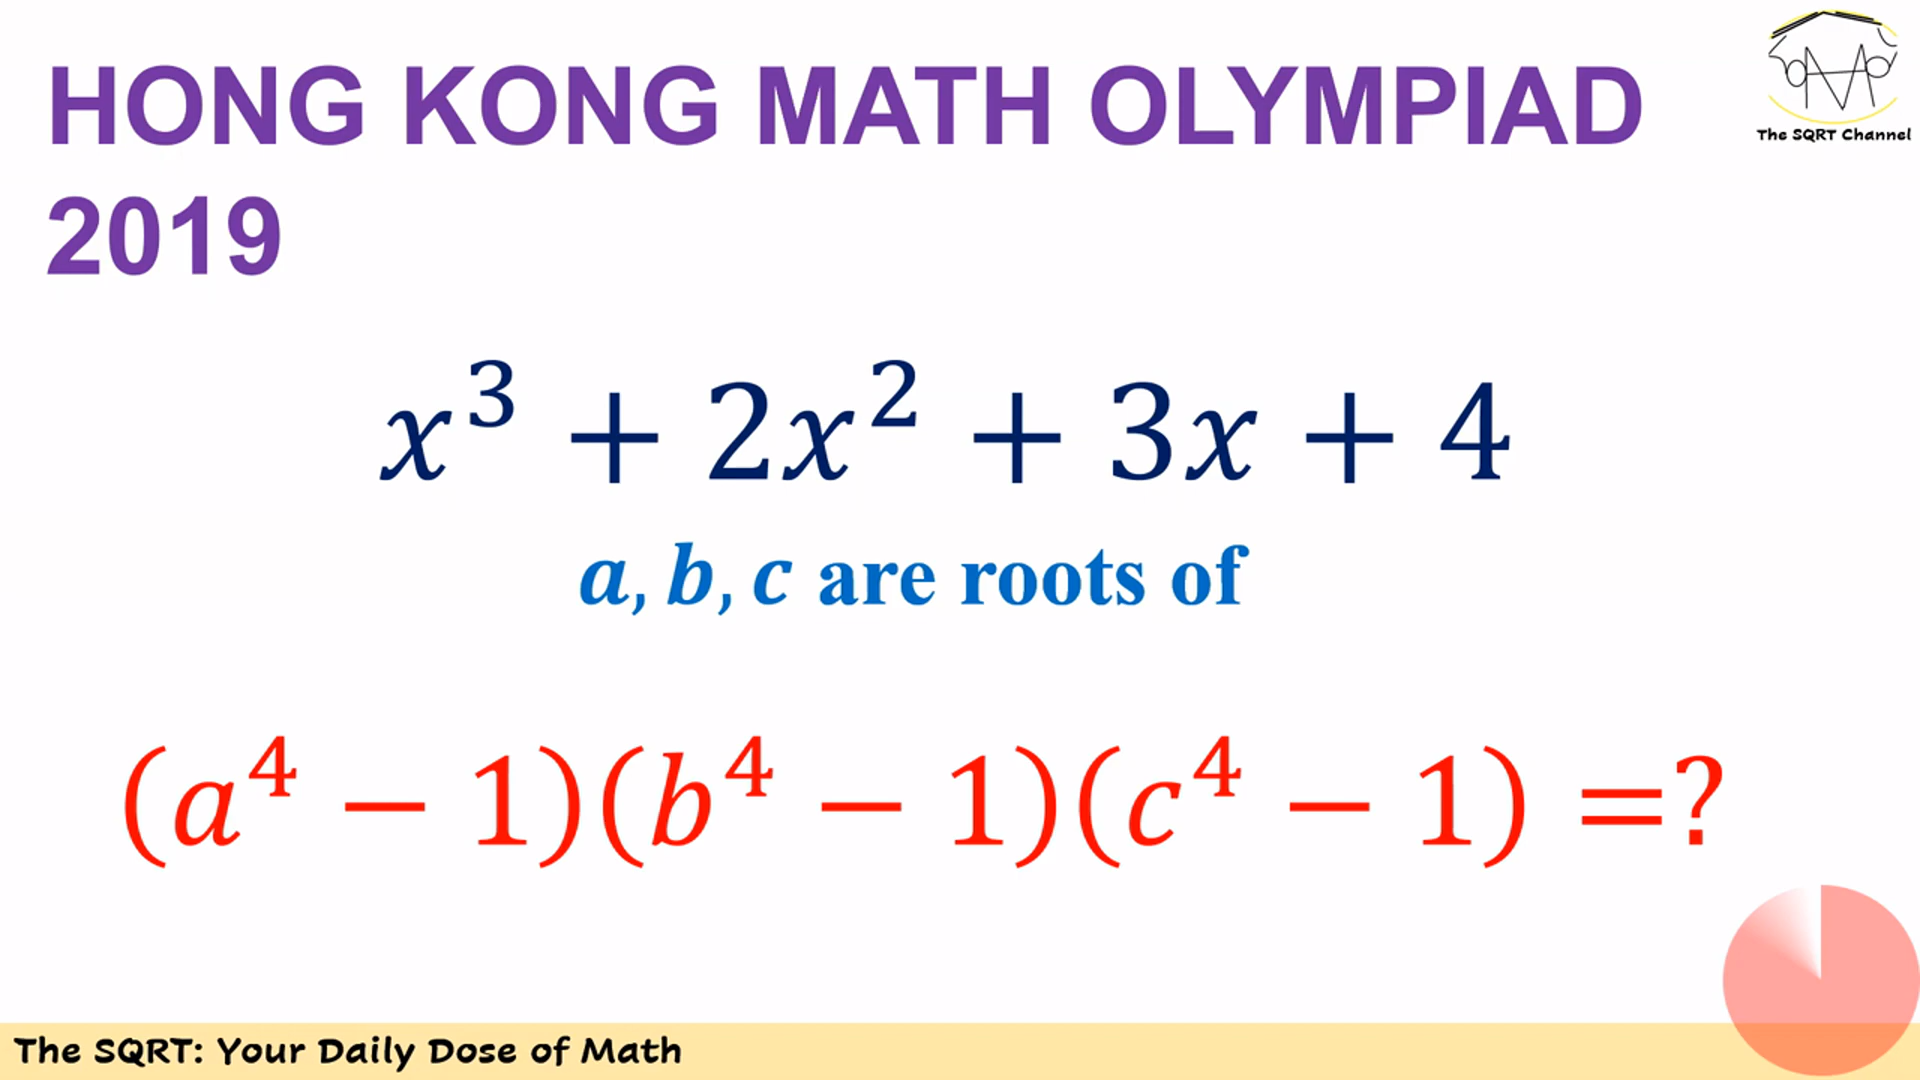 HONG KONG MATH OLYMPIAD
2019
The SQRT Channel
x³ + 2x² + 3x + 4
a, b, c are roots of
(a⁴ − 1)(b⁴ − 1)(c⁴ − 1) =?
The SQRT: Your Daily Dose of Math